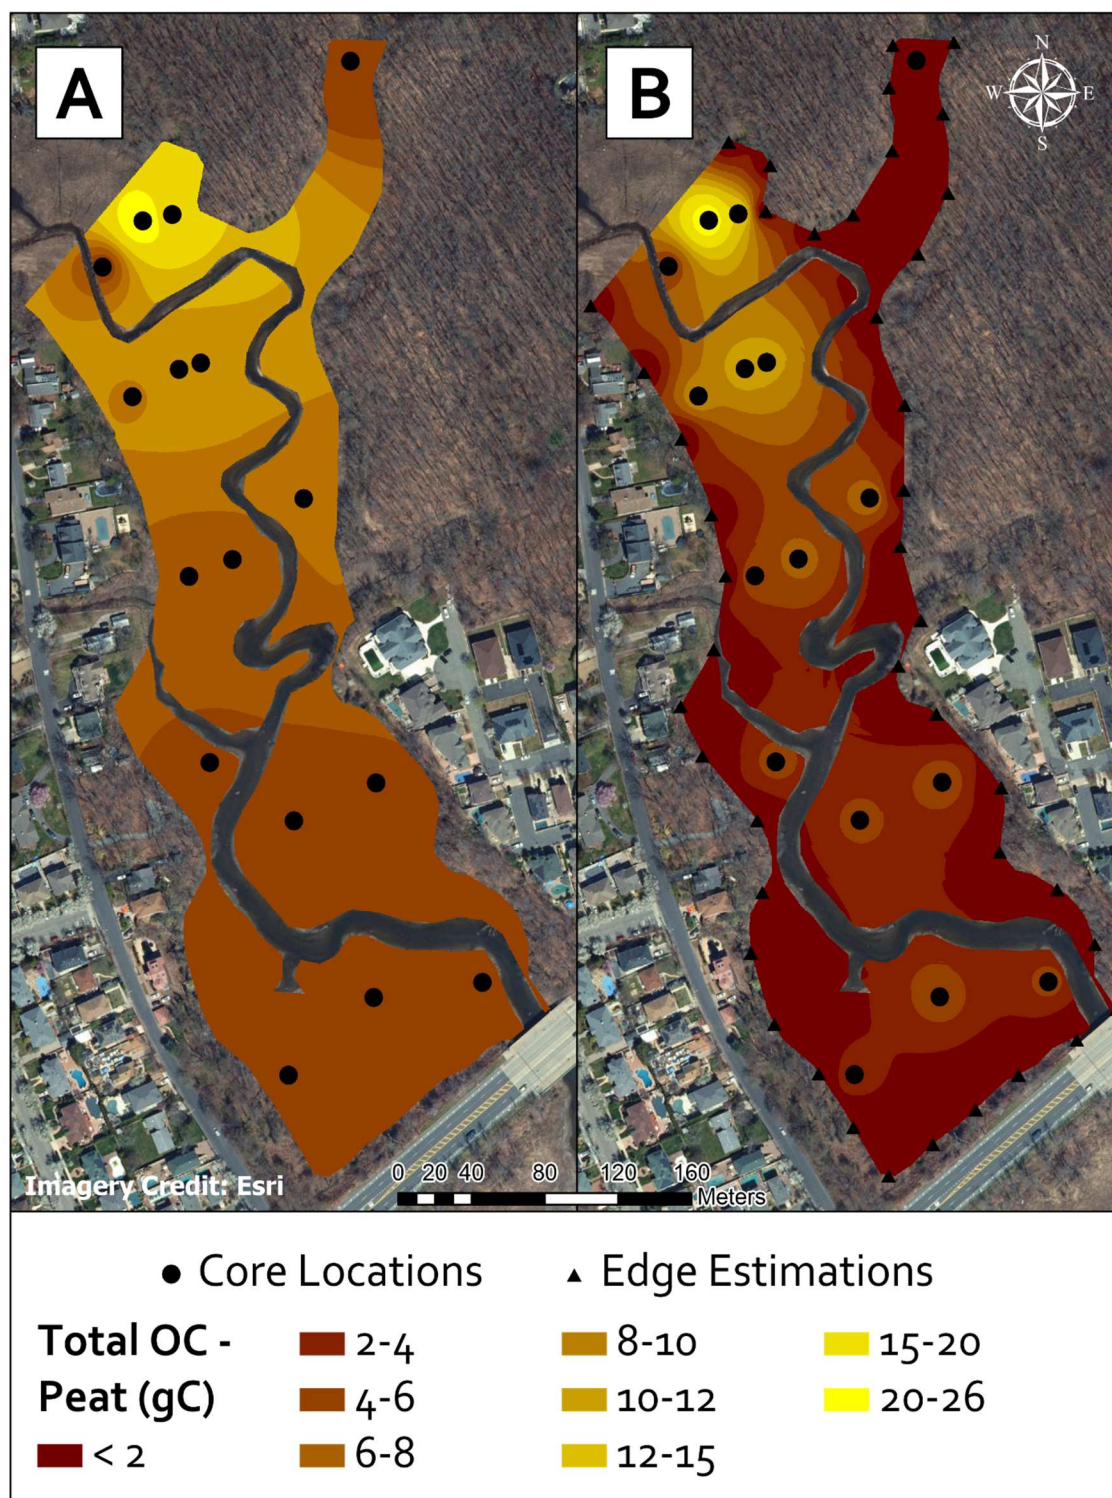 A
B
N
W E
S
Imagery Credit: Esri
0 20 40 80 120 160
Meters
Core Locations
Edge Estimations
Total OC -
Peat (gC)
< 2
2-4
4-6
6-8
8-10
10-12
12-15
15-20
20-26